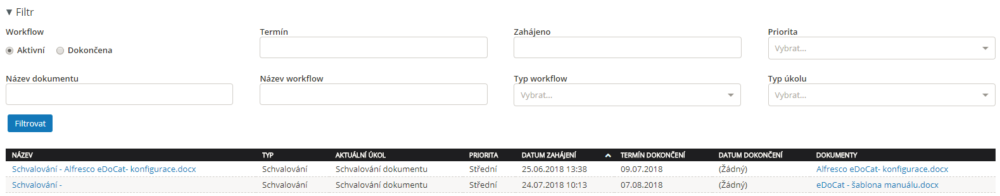 Filtr
Workflow Termín Zahájeno Priorita
Aktivní Dokončena Vybrat...
Název dokumentu Název workflow Typ workflow Typ úkolu
Vybrat... Vybrat...
Filtrovat
NÁZEV TYP AKTUÁLNÍ ÚKOL PRIORITA DATUM ZAHÁJENÍ TERMÍN DOKONČENÍ DATUM DOKONČENÍ DOKUMENTY
Schvalování - Alfresco eDoCat- konfigurace.docx Schvalování Schvalování dokumentu Střední 25.06.2018 13:38 09.07.2018 (Žádný) Alfresco eDoCat- konfigurace.docx
Schvalování - Schvalování Schvalování dokumentu Střední 24.07.2018 10:13 07.08.2018 (Žádný) eDoCat - šablona manuálu.docx